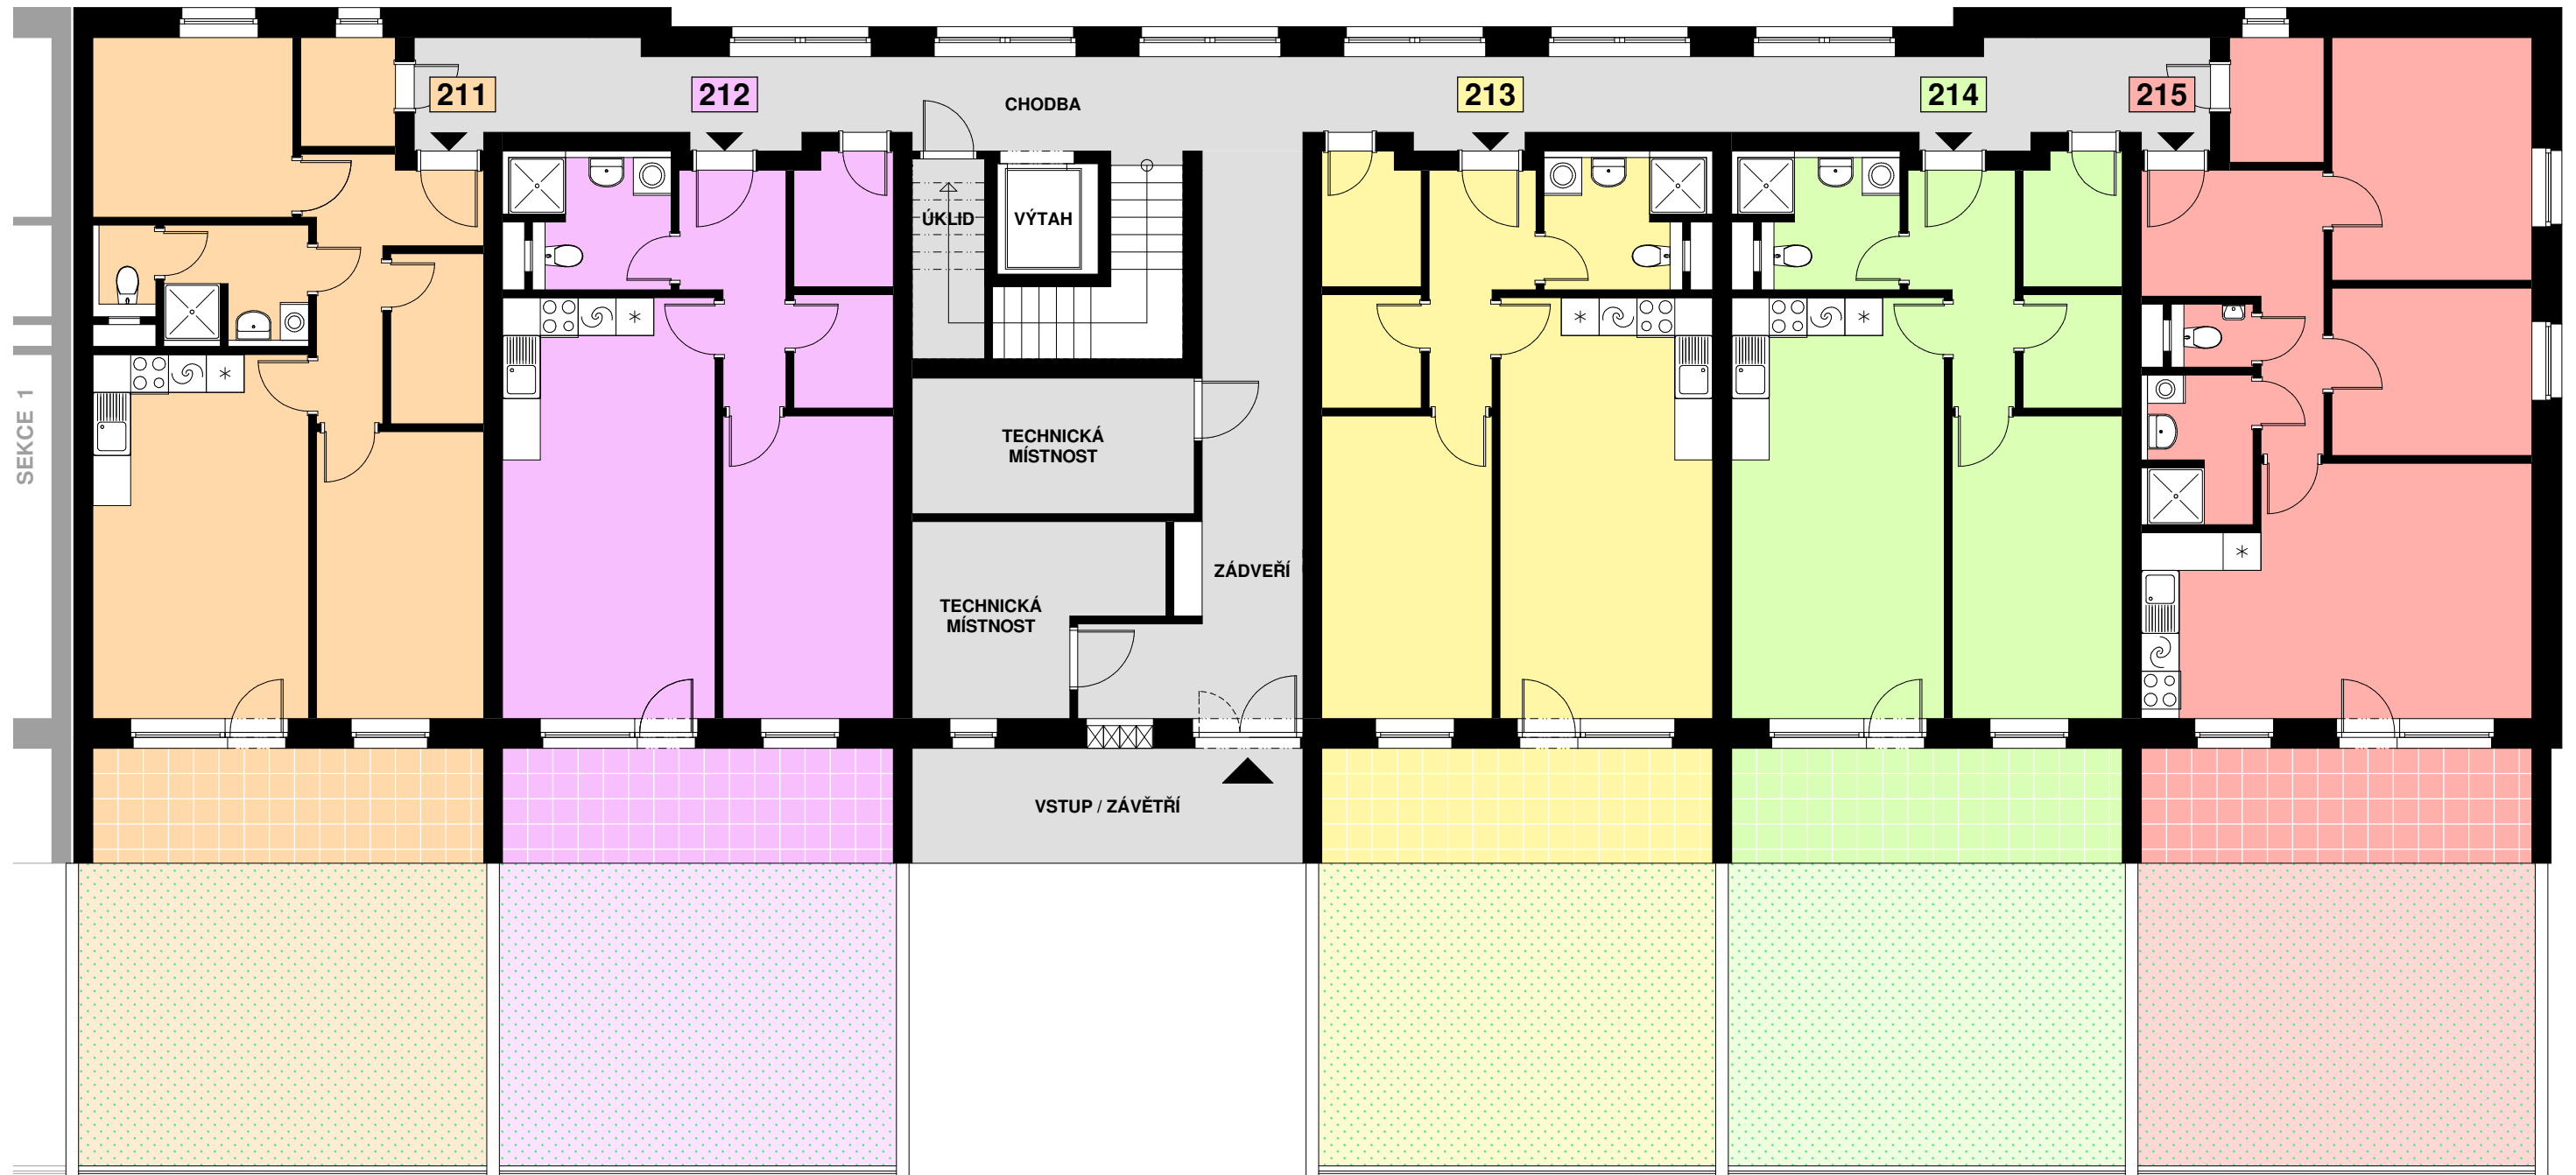 211
212
CHODBA
213
214
215
ÚKLID
VÝTAH
SEKCE 1
TECHNICKÁ
MÍSTNOST
ZÁDVEŘÍ
TECHNICKÁ
MÍSTNOST
VSTUP / ZÁVĚTŘÍ